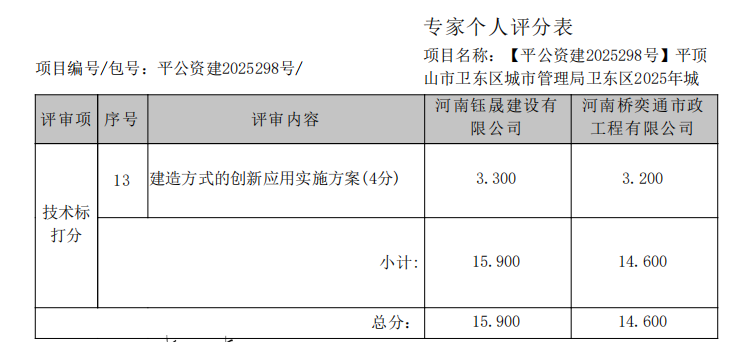 专家个人评分表
项目编号/包号：平公资建2025298号/
项目名称：【平公资建2025298号】平顶
山市卫东区城市管理局卫东区2025年城
评审项 序号 评审内容 河南钰晟建设有限公司 河南桥奕通市政工程有限公司
技术标打分
13 建造方式的创新应用实施方案(4分) 3.300 3.200
小计: 15.900 14.600
总分: 15.900 14.600